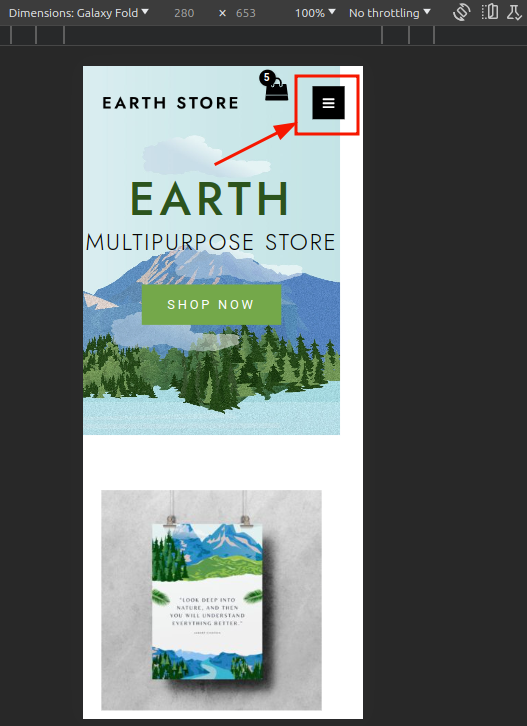 Dimensions: Galaxy Fold 280 × 653 100% No throttling
5
EARTH STORE
EARTH
MULTIPURPOSE STORE
SHOP NOW
"LOOK DEEP INTO
NATURE, AND THEN
YOU WILL UNDERSTAND
EVERYTHING BETTER."